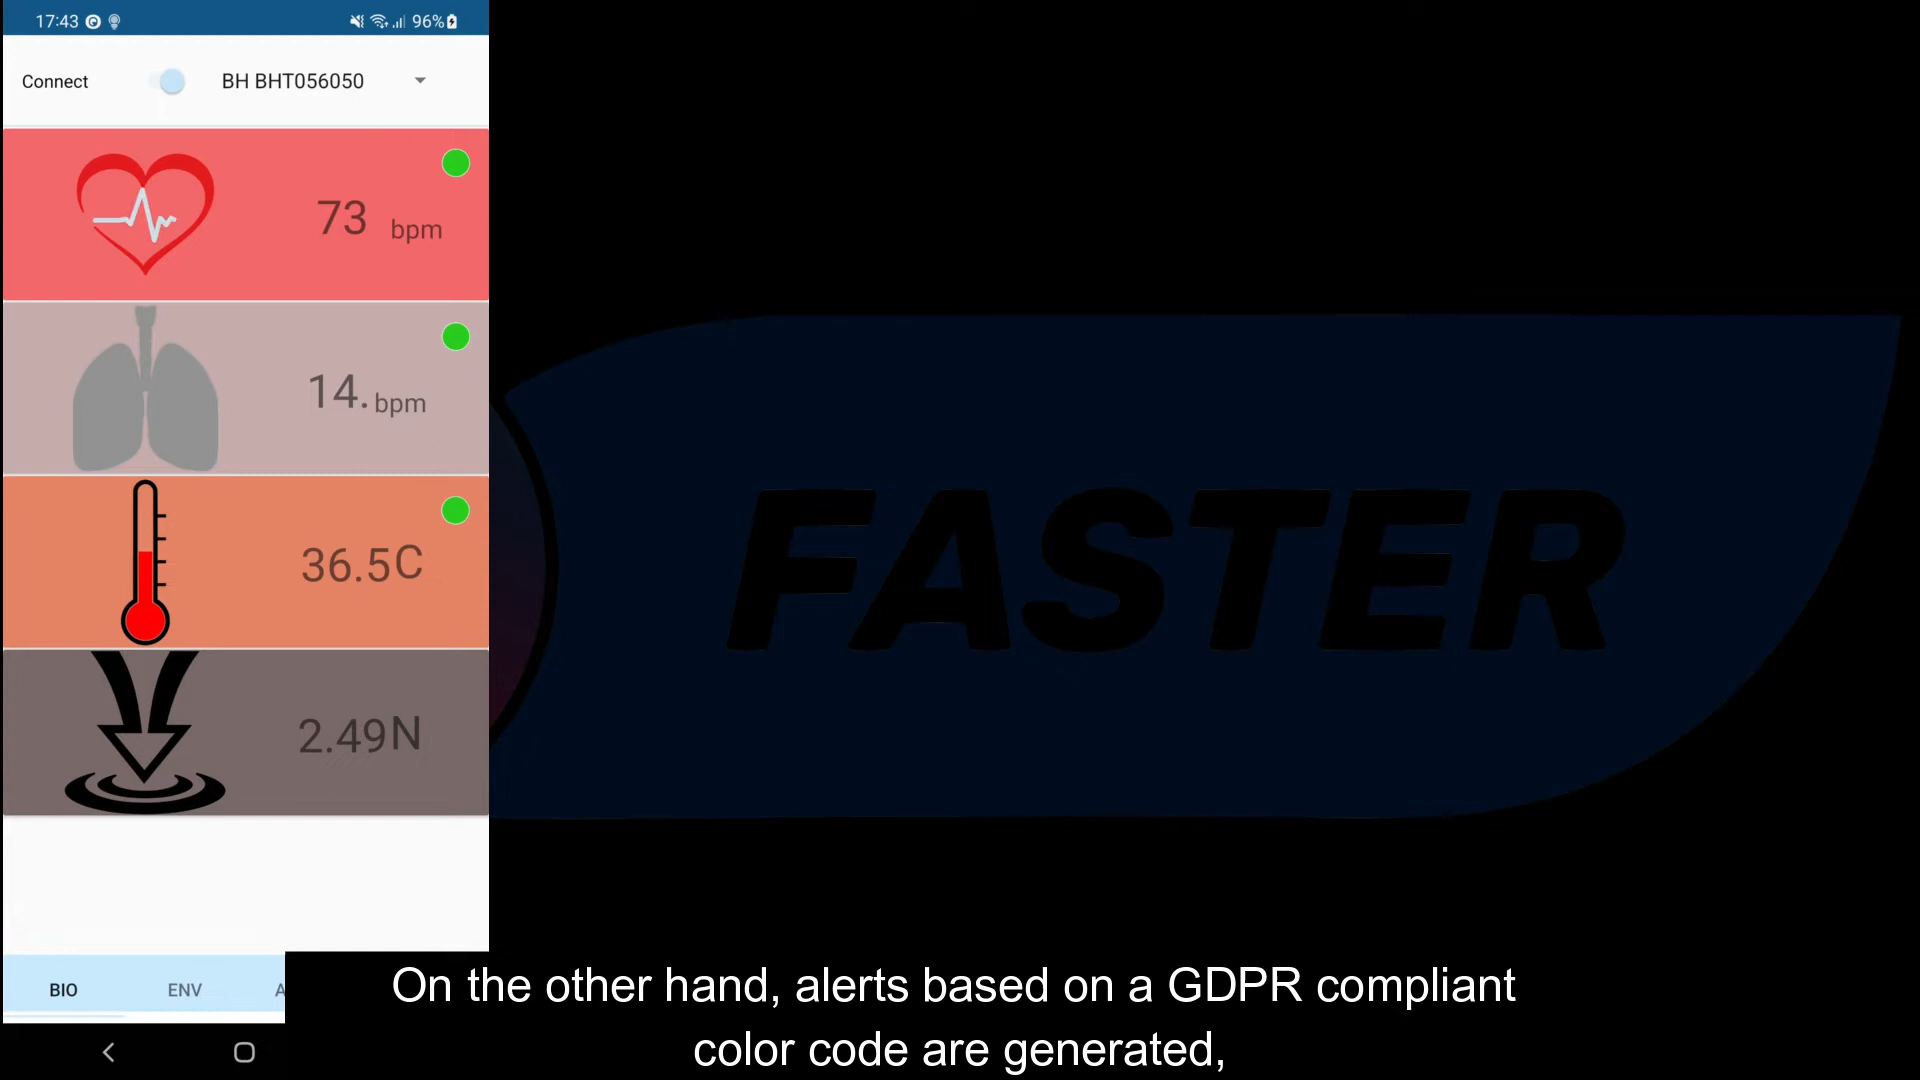 17:43
96%
Connect
BH BHT056050
73 bpm
14. bpm
36.5C
2.49N
FASTER
BIO
ENV
A
On the other hand, alerts based on a GDPR compliant
color code are generated,